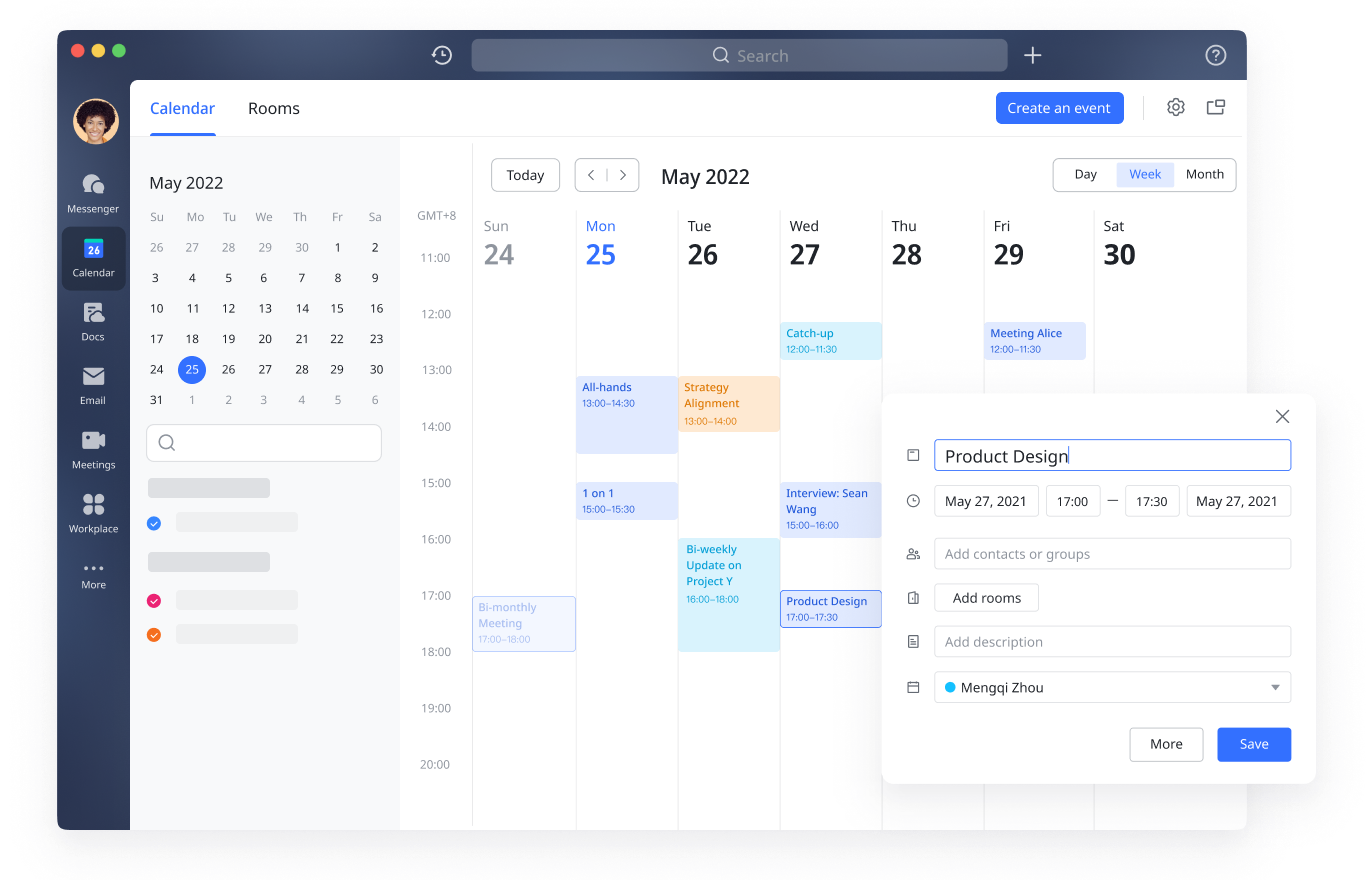 Search
Messenger
26
Calendar
Docs
Email
Meetings
Workplace
More
Calendar
Rooms
Create an event
May 2022
Su Mo Tu We Th Fr Sa
26 27 28 29 30 1 2
3 4 5 6 7 8 9
10 11 12 13 14 15 16
17 18 19 20 21 22 23
24 25 26 27 28 29 30
31 1 2 3 4 5 6
Today
May 2022
Day Week Month
GMT+8
Sun Mon Tue Wed Thu Fri Sat
24 25 26 27 28 29 30
11:00
12:00
13:00
14:00
15:00
16:00
17:00
18:00
19:00
20:00
Bi-monthly
Meeting
17:00–18:00
All-hands
13:00–14:30
1 on 1
15:00–15:30
Strategy
Alignment
13:00–14:00
Bi-weekly
Update on
Project Y
16:00–18:00
Catch-up
12:00–11:30
Interview: Sean
Wang
15:00–16:00
Product Design
17:00–17:30
Meeting Alice
12:00–11:30
Product Design
May 27, 2021 17:00 — 17:30 May 27, 2021
Add contacts or groups
Add rooms
Add description
Mengqi Zhou
More
Save